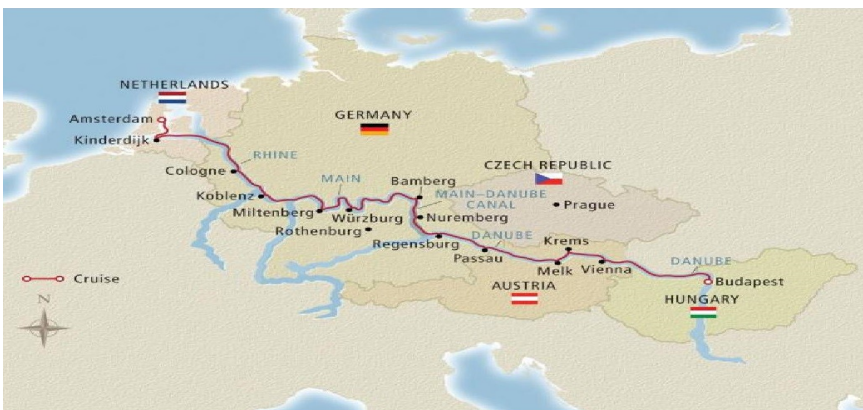 NETHERLANDS
Amsterdam
Kinderdijk
GERMANY
RHINE
Cologne
CZECH REPUBLIC
MAIN
Bamberg
Koblenz
MAIN–DANUBE
CANAL
Prague
Miltenberg
Würzburg
Nuremberg
Rothenburg
DANUBE
Regensburg
Krems
Passau
DANUBE
Melk
Vienna
Cruise
Budapest
AUSTRIA
HUNGARY
N